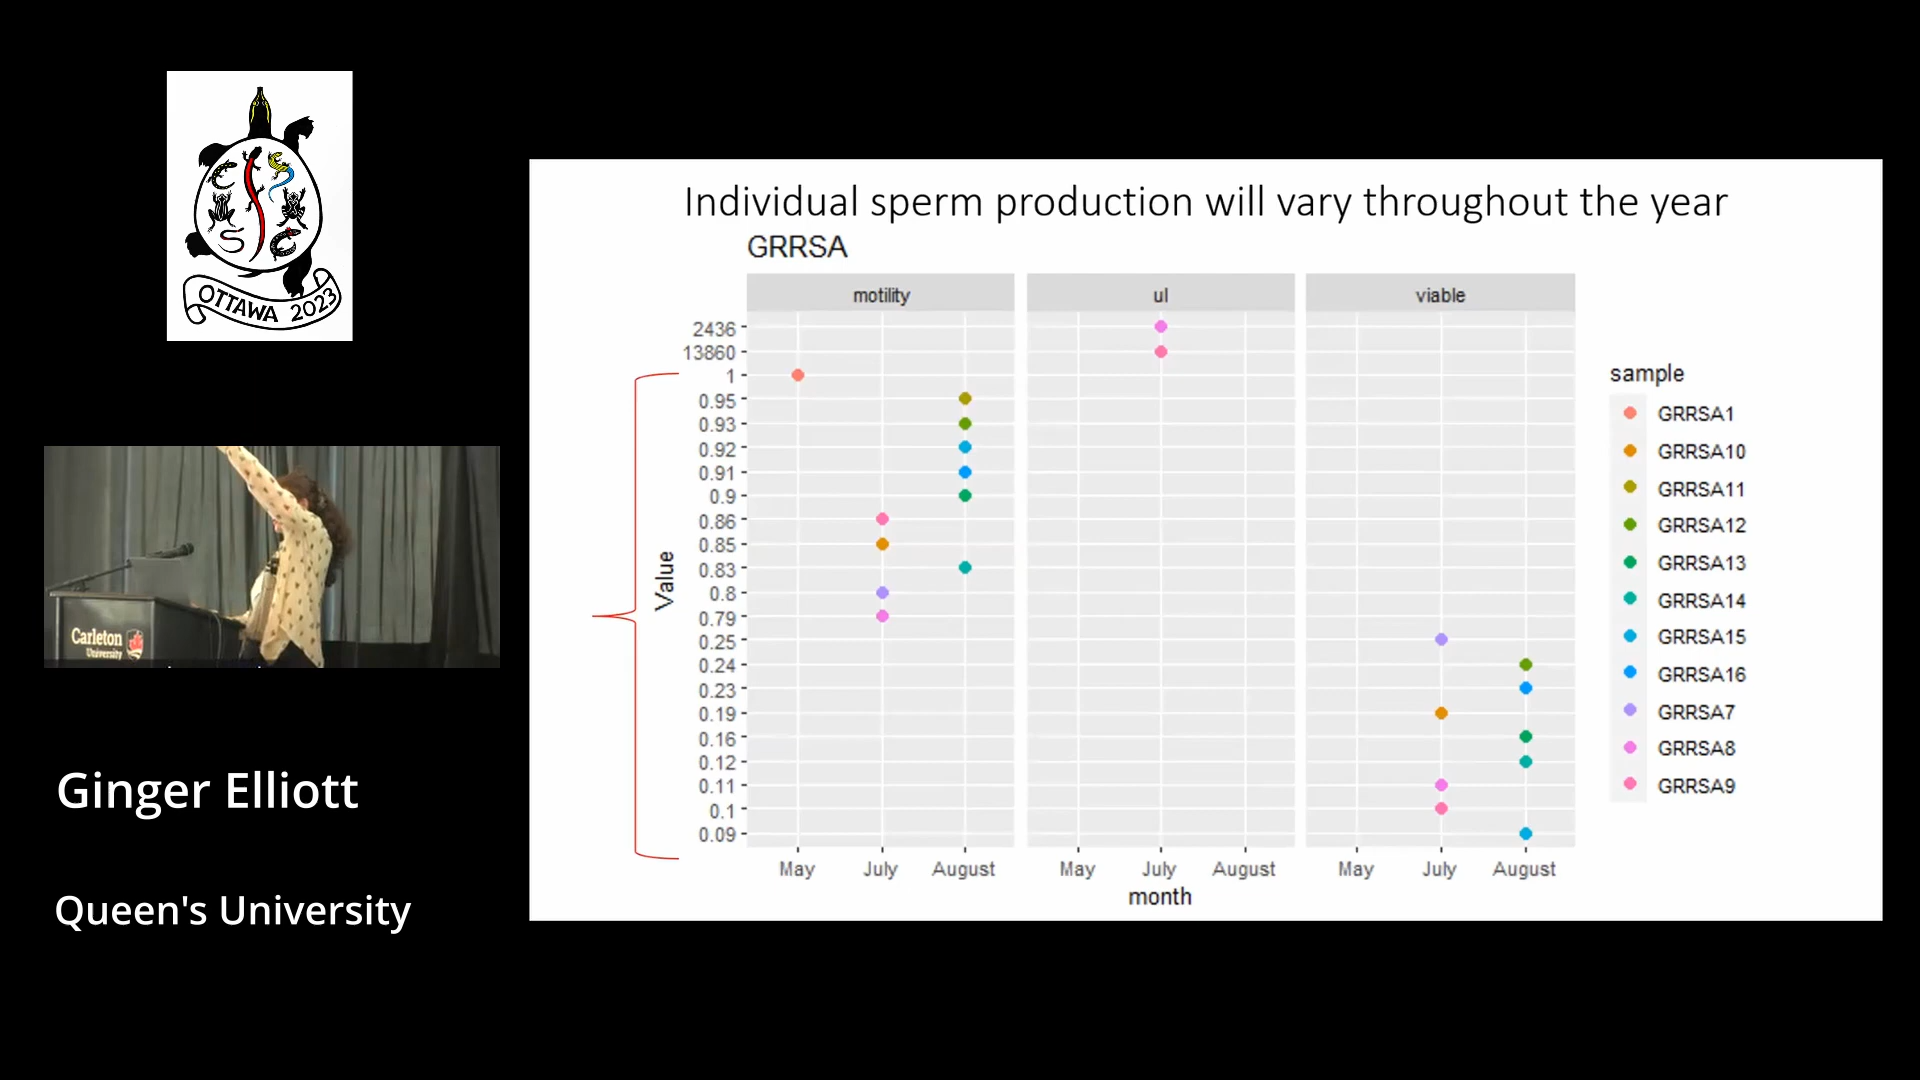 OTTAWA 2023
Carleton
University
Ginger Elliott
Queen's University
Individual sperm production will vary throughout the year
GRRSA
motility ul viable
Value
2436
13860
1
0.95
0.93
0.92
0.91
0.9
0.86
0.85
0.83
0.8
0.79
0.25
0.24
0.23
0.19
0.16
0.12
0.11
0.1
0.09
May July August May July August May July August
month
sample
GRRSA1
GRRSA10
GRRSA11
GRRSA12
GRRSA13
GRRSA14
GRRSA15
GRRSA16
GRRSA7
GRRSA8
GRRSA9